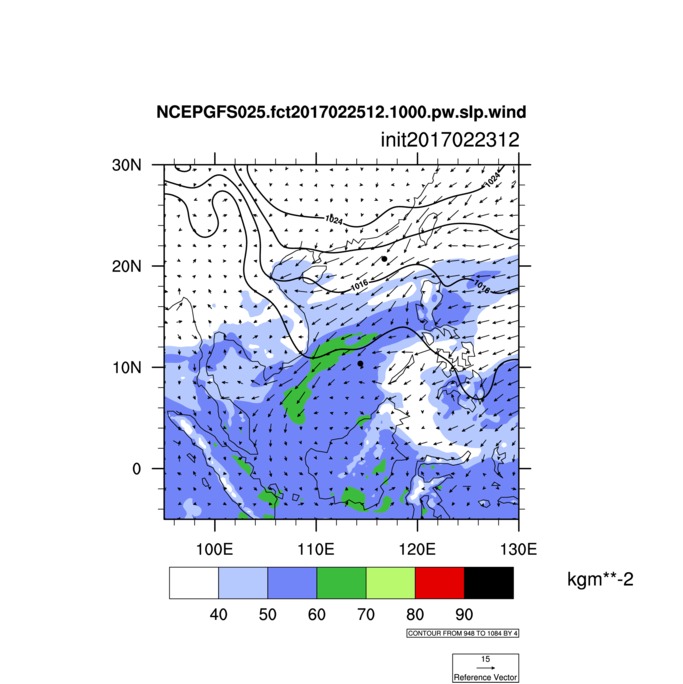 NCEPGFS025.fct2017022512.1000.pw.slp.wind
init2017022312
30N
20N
10N
0
1024
1024
1016
1016
100E 110E 120E 130E
kgm**-2
40 50 60 70 80 90
CONTOUR FROM 948 TO 1084 BY 4
15
Reference Vector